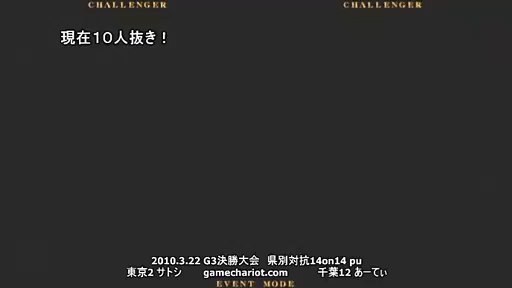 CHALLENGER CHALLENGER
現在10人抜き！
2010.3.22 G3決勝大会 県別対抗14on14 pu
東京2 サトシ gamechariot.com 千葉12 あーてぃ
EVENT MODE